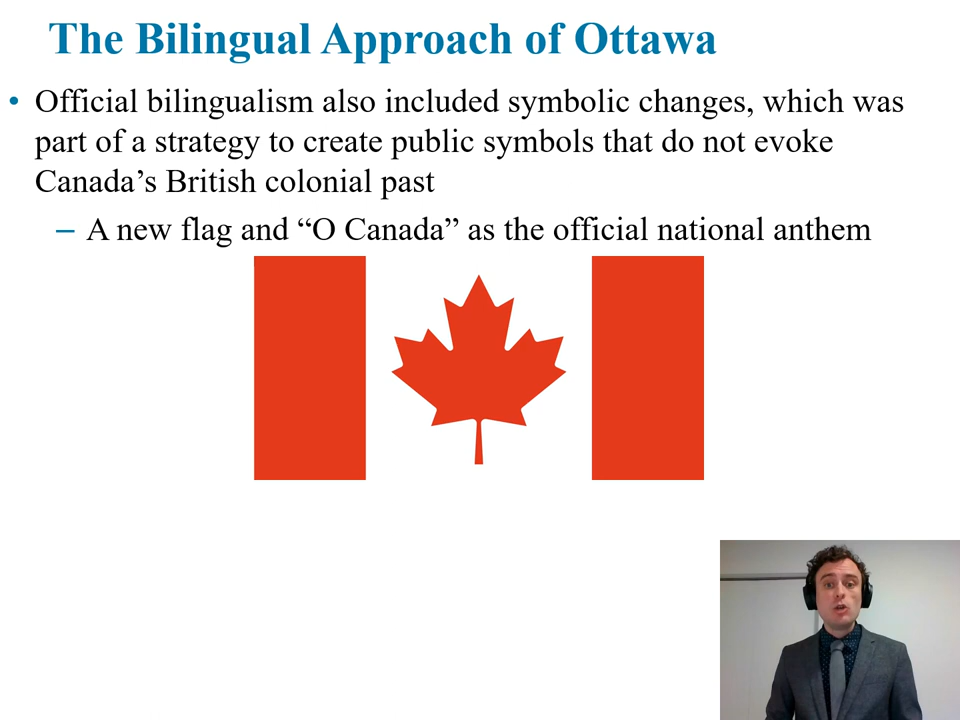 The Bilingual Approach of Ottawa
• Official bilingualism also included symbolic changes, which was
part of a strategy to create public symbols that do not evoke
Canada’s British colonial past
– A new flag and “O Canada” as the official national anthem